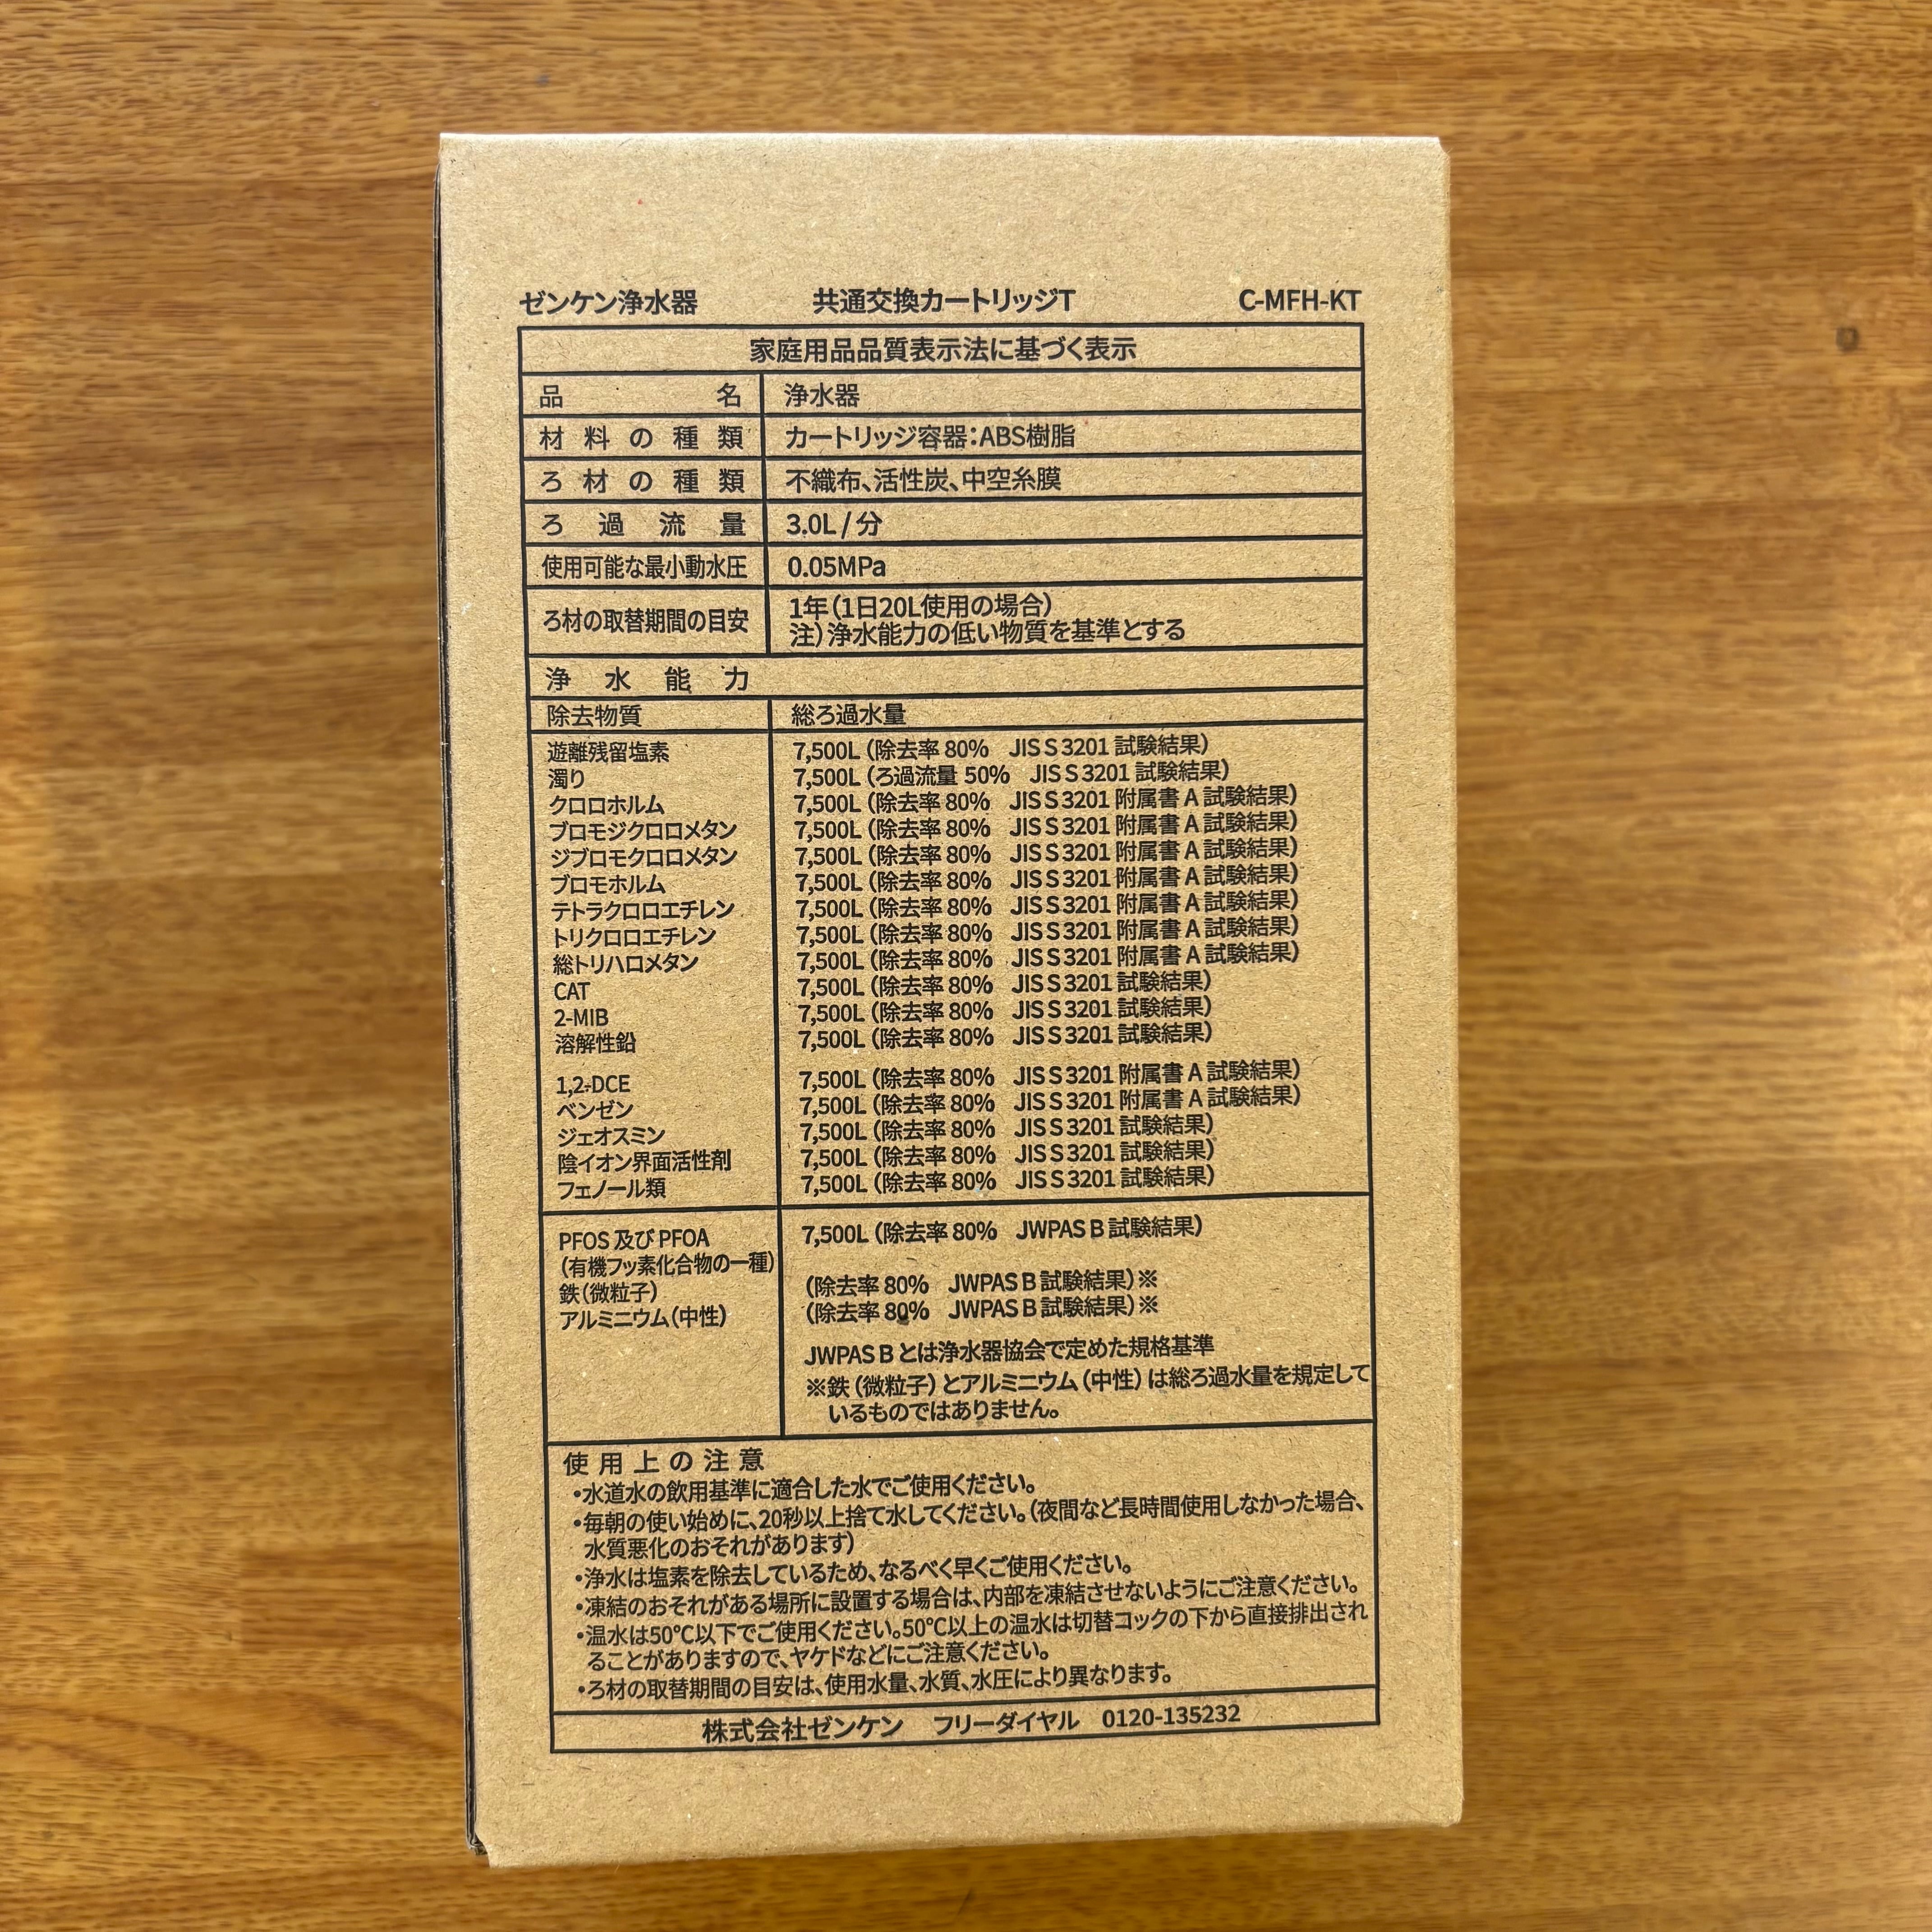 ゼンケン浄水器 共通交換カートリッジT C-MFH-KT
家庭用品品質表示法に基づく表示
品名 浄水器
材料の種類 カートリッジ容器：ABS樹脂
ろ材の種類 不織布、活性炭、中空糸膜
ろ過流量 3.0L / 分
使用可能な最小動水圧 0.05MPa
ろ材の取替期間の目安 1年（1日20L使用の場合）
注）浄水能力の低い物質を基準とする
浄水能力
除去物質 総ろ過水量
遊離残留塩素 7,500L（除去率 80% JIS S 3201 試験結果）
濁り 7,500L（ろ過流量 50% JIS S 3201 試験結果）
クロロホルム 7,500L（除去率 80% JIS S 3201 附属書 A 試験結果）
ブロモジクロロメタン 7,500L（除去率 80% JIS S 3201 附属書 A 試験結果）
ジブロモクロロメタン 7,500L（除去率 80% JIS S 3201 附属書 A 試験結果）
ブロモホルム 7,500L（除去率 80% JIS S 3201 附属書 A 試験結果）
テトラクロロエチレン 7,500L（除去率 80% JIS S 3201 附属書 A 試験結果）
トリクロロエチレン 7,500L（除去率 80% JIS S 3201 附属書 A 試験結果）
総トリハロメタン 7,500L（除去率 80% JIS S 3201 附属書 A 試験結果）
CAT 7,500L（除去率 80% JIS S 3201 試験結果）
2-MIB 7,500L（除去率 80% JIS S 3201 試験結果）
溶解性鉛 7,500L（除去率 80% JIS S 3201 試験結果）
1,2-DCE 7,500L（除去率 80% JIS S 3201 附属書 A 試験結果）
ベンゼン 7,500L（除去率 80% JIS S 3201 附属書 A 試験結果）
ジェオスミン 7,500L（除去率 80% JIS S 3201 試験結果）
陰イオン界面活性剤 7,500L（除去率 80% JIS S 3201 試験結果）
フェノール類 7,500L（除去率 80% JIS S 3201 試験結果）
PFOS 及び PFOA 7,500L（除去率 80% JWPAS B 試験結果）
（有機フッ素化合物の一種）
鉄（微粒子） （除去率 80% JWPAS B 試験結果）※
アルミニウム（中性） （除去率 80% JWPAS B 試験結果）※
JWPAS B とは浄水器協会で定めた規格基準
※鉄（微粒子）とアルミニウム（中性）は総ろ過水量を規定して
いるものではありません。
使用上の注意
・水道水の飲用基準に適合した水でご使用ください。
・毎朝の使い始めに、20秒以上捨て水してください。（夜間など長時間使用しなかった場合、
水質悪化のおそれがあります）
・浄水は塩素を除去しているため、なるべく早くご使用ください。
・凍結のおそれがある場所に設置する場合は、内部を凍結させないようにご注意ください。
・温水は50℃以下でご使用ください。50℃以上の温水は切替コックの下から直接排出され
ることがありますので、ヤケドなどにご注意ください。
・ろ材の取替期間の目安は、使用水量、水質、水圧により異なります。
株式会社ゼンケン フリーダイヤル 0120-135232